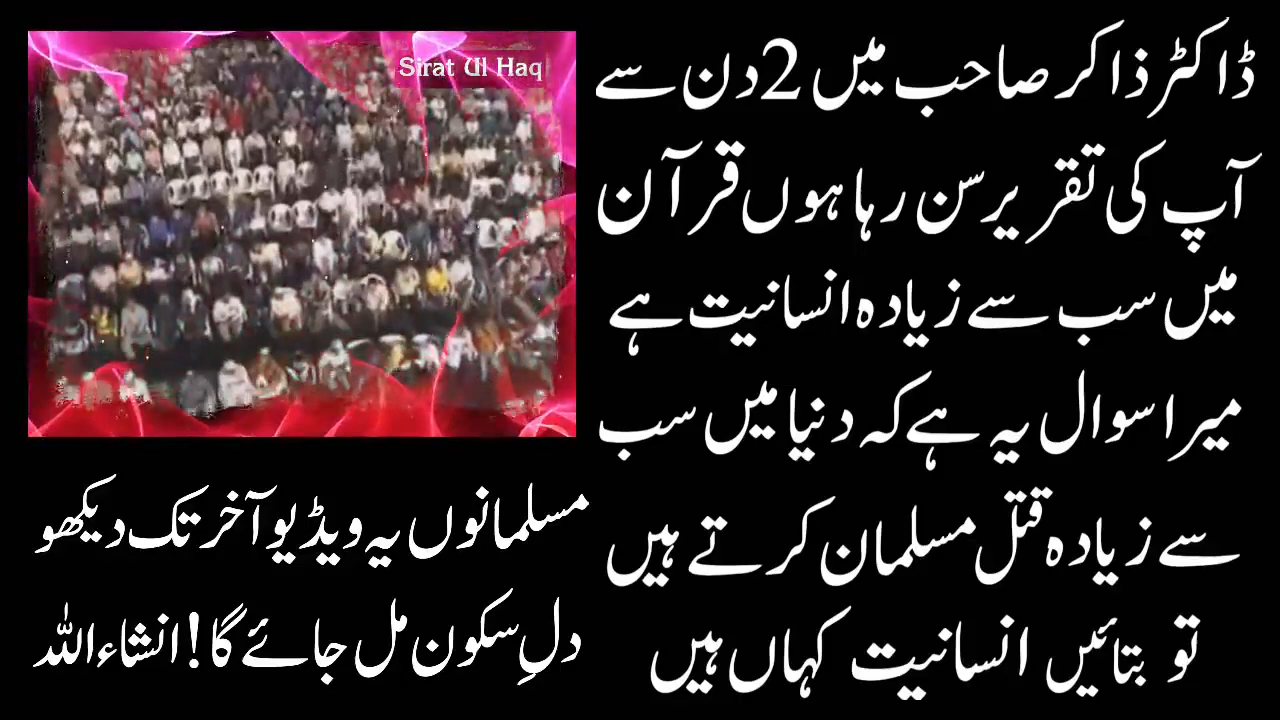 Sirat Ul Haq
ڈاکٹر ذاکر صاحب میں 2 دن سے
آپ کی تقریر سن رہا ہوں قرآن
میں سب سے زیادہ انسانیت ہے
میرا سوال یہ ہے کہ دنیا میں سب
سے زیادہ قتل مسلمان کرتے ہیں
تو بتائیں انسانیت کہاں ہیں
مسلمانوں یہ ویڈیو آخر تک دیکھو
دلِ سکون مل جائے گا ! انشاءاللہ